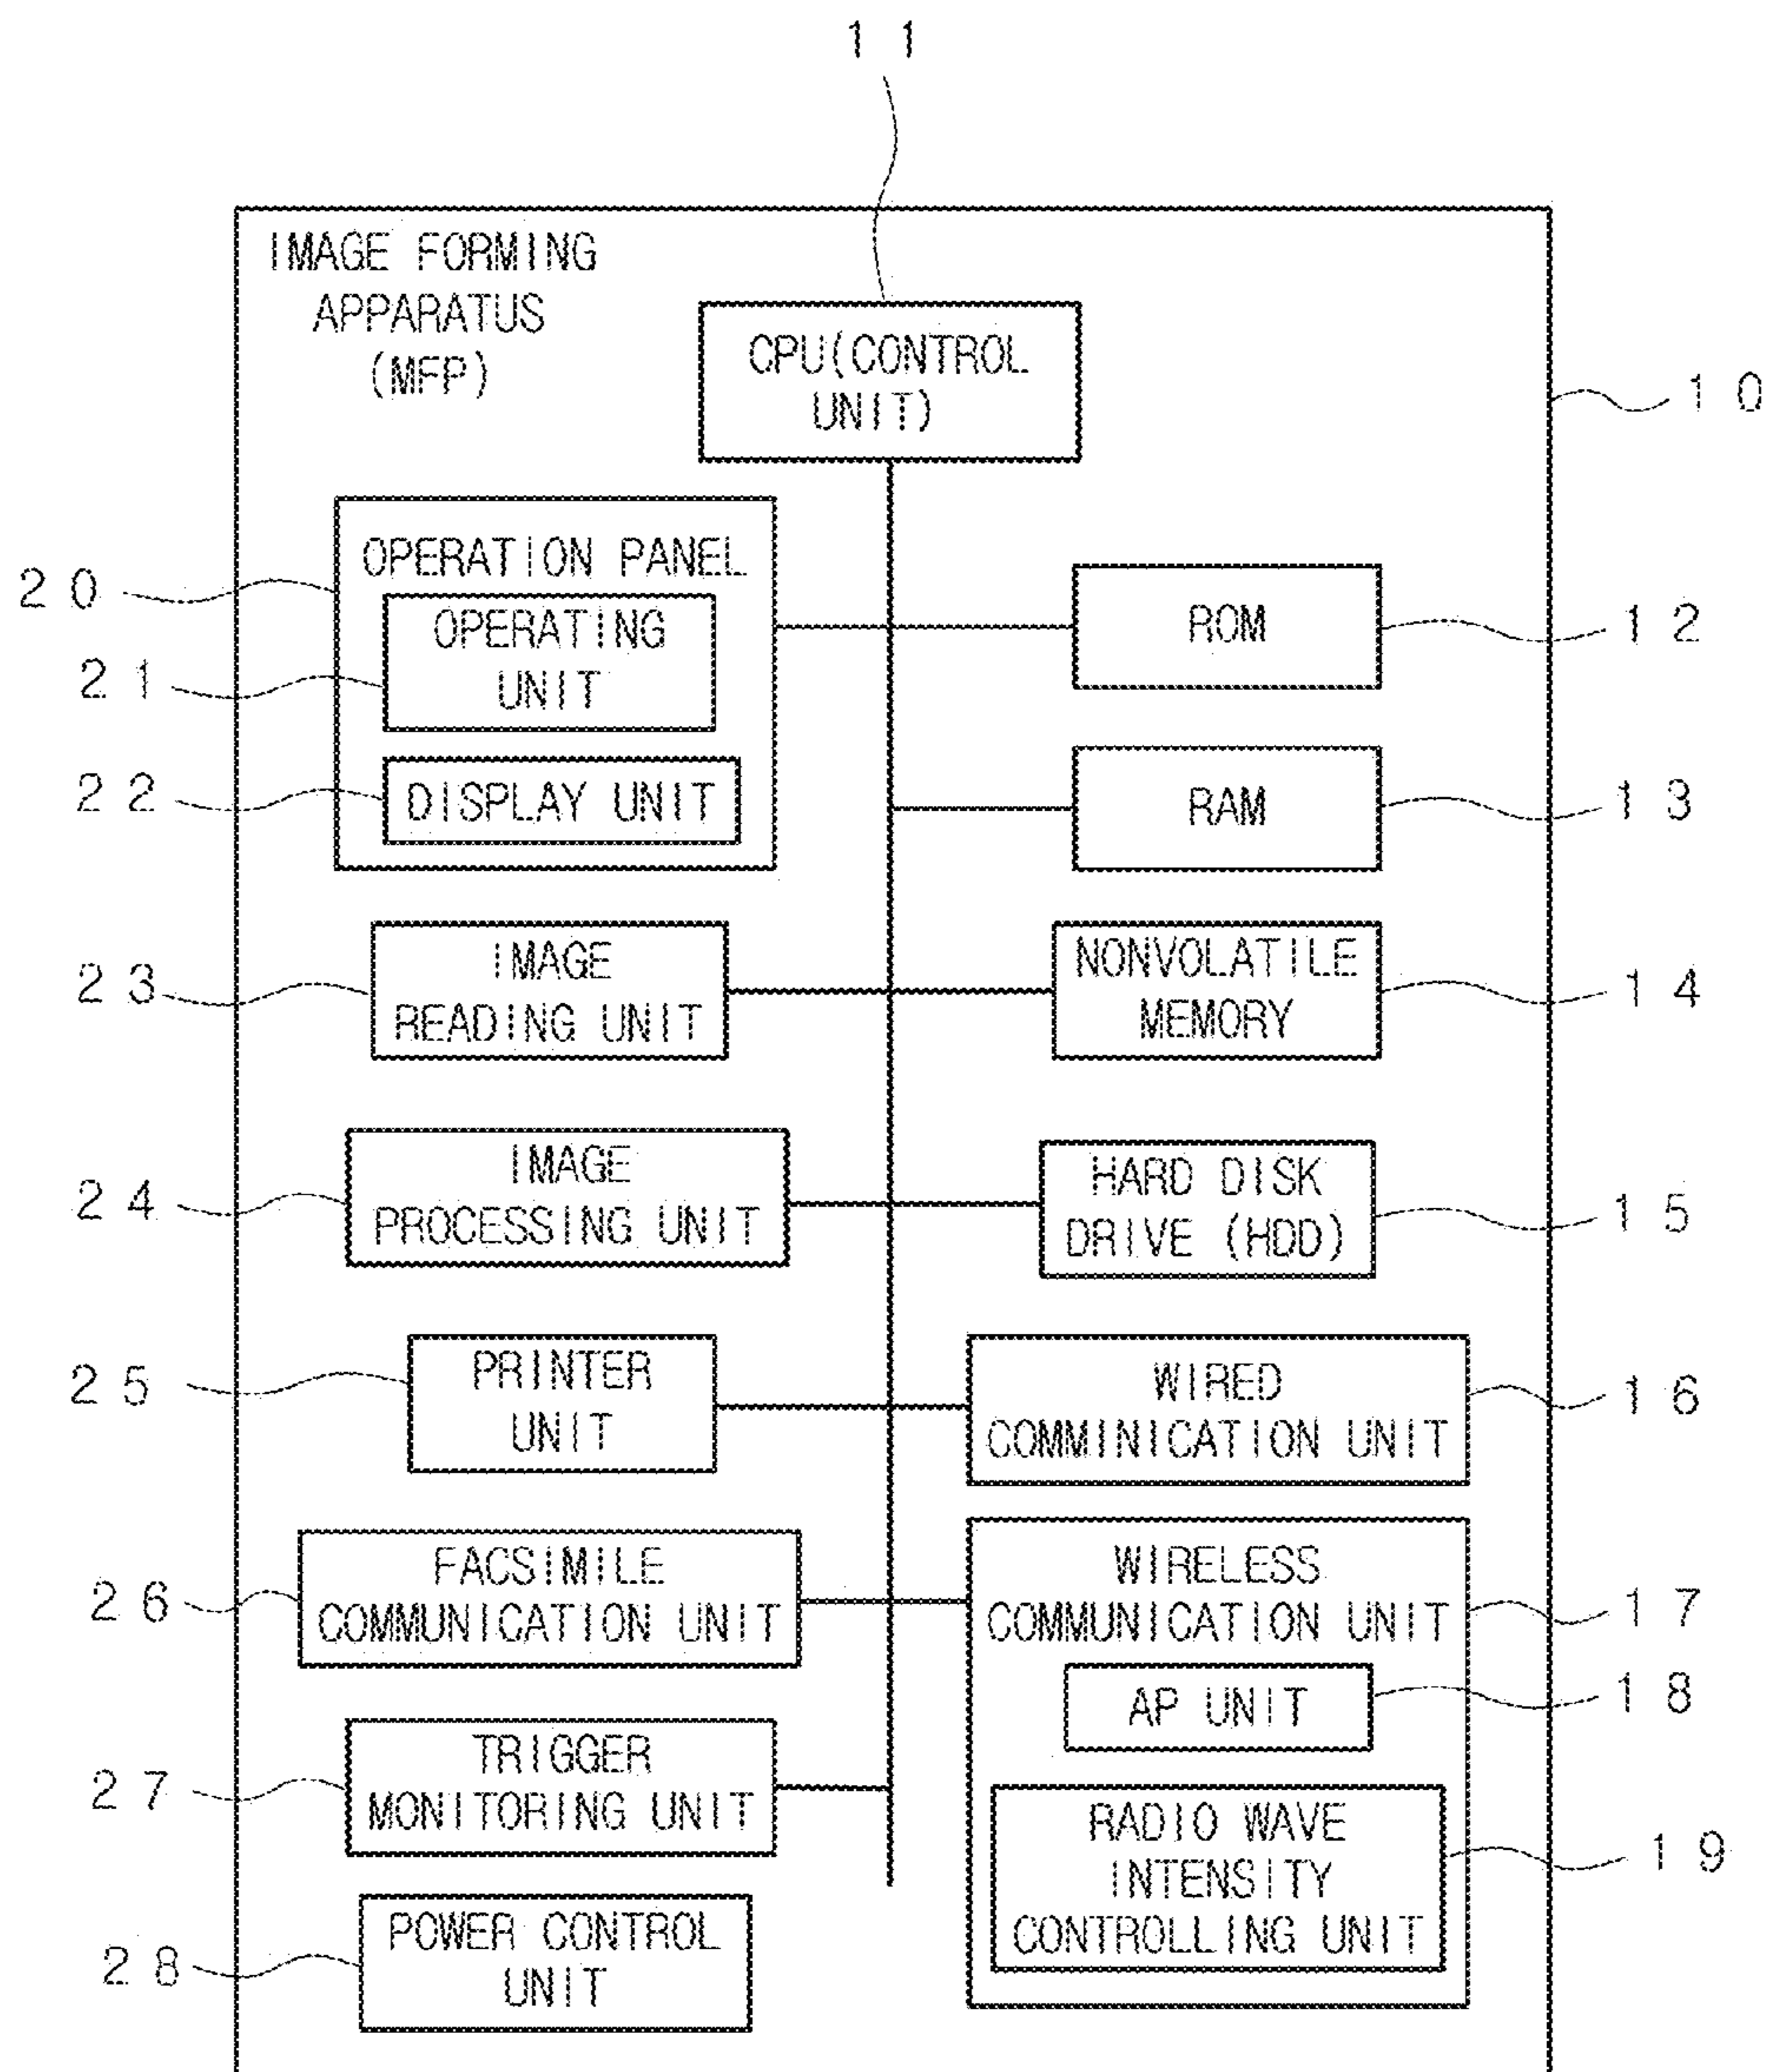 11
IMAGE FORMING
APPARATUS
(MFP)
CPU(CONTROL
UNIT)
10
OPERATION PANEL
20
OPERATING
UNIT
21
DISPLAY UNIT
22
ROM
12
RAM
13
IMAGE
READING UNIT
23
NONVOLATILE
MEMORY
14
IMAGE
PROCESSING UNIT
24
HARD DISK
DRIVE (HDD)
15
PRINTER
UNIT
25
WIRED
COMMINICATION UNIT
16
FACSIMILE
COMMUNICATION UNIT
26
WIRELESS
COMMUNICATION UNIT
17
AP UNIT
18
TRIGGER
MONITORING UNIT
27
RADIO WAVE
INTENSITY
CONTROLLING UNIT
19
POWER CONTROL
UNIT
28